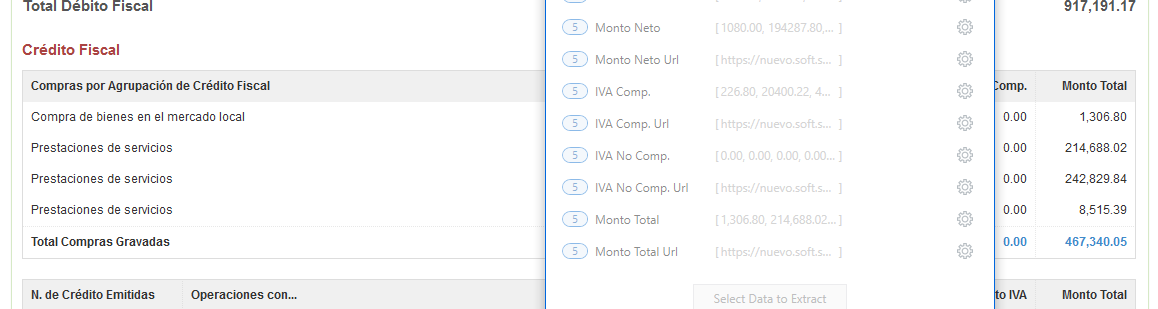 Total Débito Fiscal 917,191.17
5 Monto Neto [1080.00, 194287.80,... ]
Crédito Fiscal
5 Monto Neto Url [https://nuevo.soft.s... ]
Compras por Agrupación de Crédito Fiscal
5 IVA Comp. [226.80, 20400.22, 4... ]
Comp. Monto Total
Compra de bienes en el mercado local
5 IVA Comp. Url [https://nuevo.soft.s... ]
0.00 1,306.80
Prestaciones de servicios
5 IVA No Comp. [0.00, 0.00, 0.00, 0.00... ]
0.00 214,688.02
Prestaciones de servicios
5 IVA No Comp. Url [https://nuevo.soft.s... ]
0.00 242,829.84
Prestaciones de servicios
5 Monto Total [1,306.80, 214,688.02... ]
0.00 8,515.39
Total Compras Gravadas
5 Monto Total Url [https://nuevo.soft.s... ]
0.00 467,340.05
N. de Crédito Emitidas Operaciones con...
Select Data to Extract
to IVA Monto Total